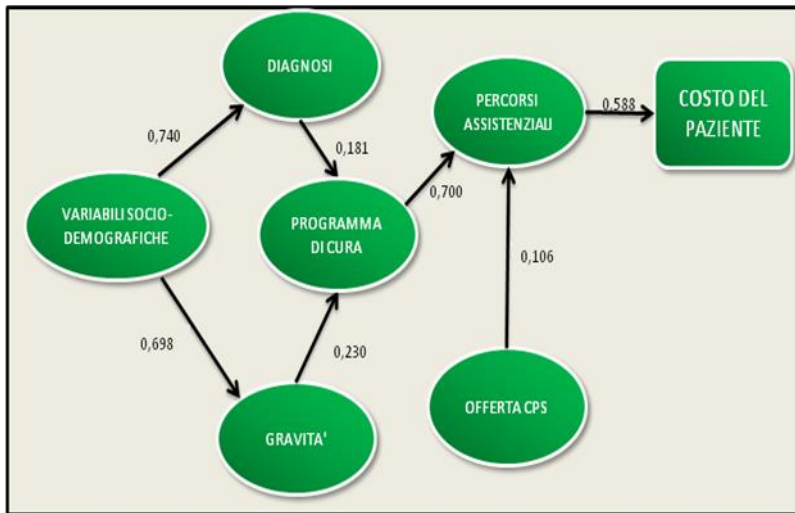 DIAGNOSI
PERCORSI
ASSISTENZIALI
0,588
COSTO DEL
PAZIENTE
0,740
0,181
0,700
VARIABILI SOCIO-
DEMOGRAFICHE
PROGRAMMA
DI CURA
0,106
0,698
0,230
GRAVITA'
OFFERTA CPS